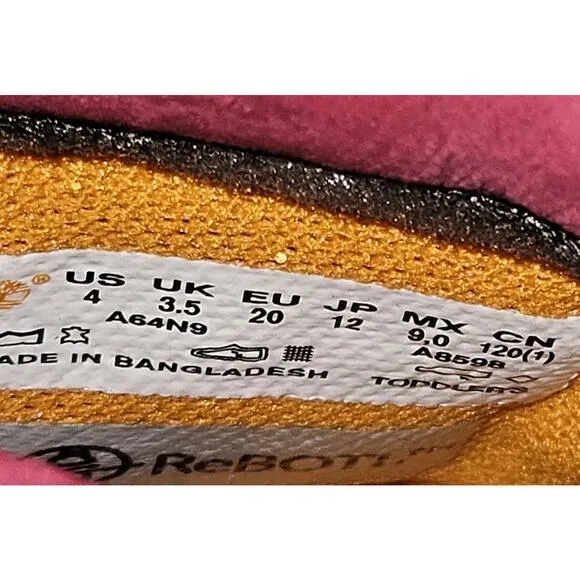 US UK EU JP MX CN
4 3.5 20 12 9.0 120(1)
A64N9 A8598
MADE IN BANGLADESH TODDLERS
ReBOTL